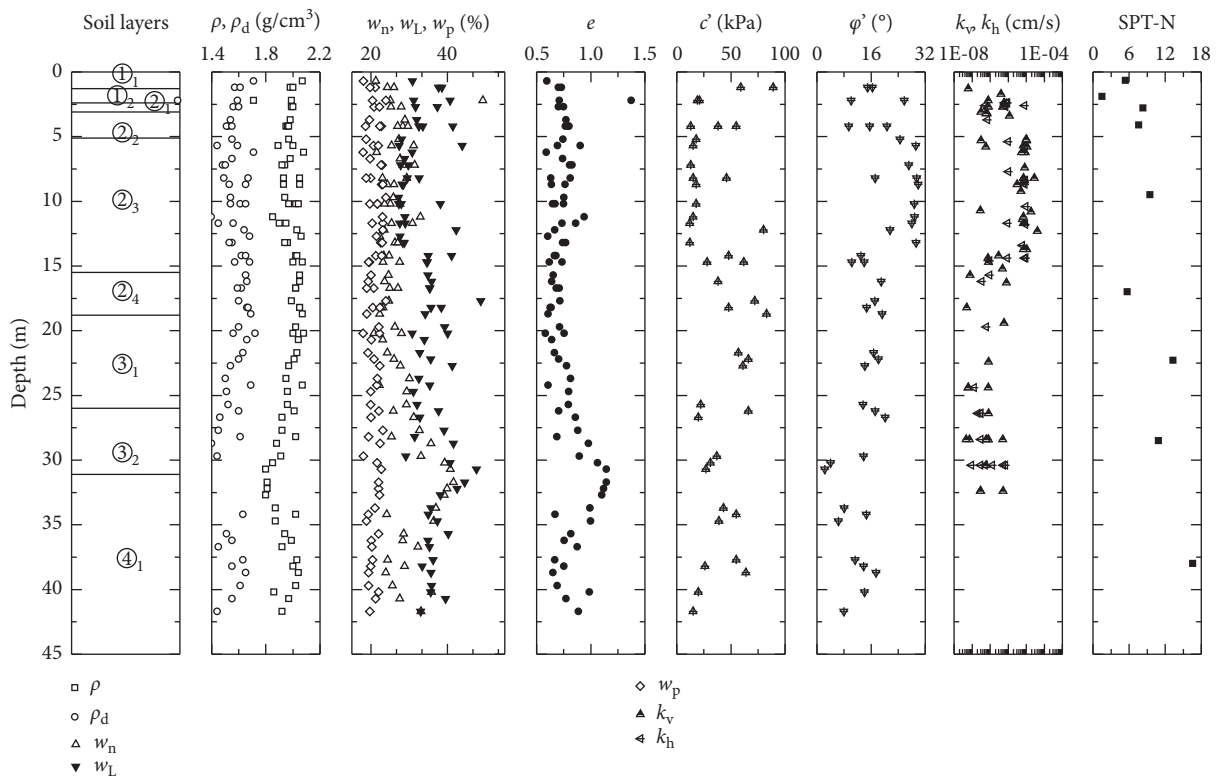 Soil layers ρ, ρd (g/cm³) wn, wL, wp (%) e c’ (kPa) φ’ (°) kv, kh (cm/s) SPT-N
1.4 1.8 2.2 20 40 0.5 1.0 1.5 0 50 100 0 16 32 1E-08 1E-04 0 6 12 18
0
5
10
15
20
25
30
35
40
45
Depth (m)
①1
①2 ②1
②2
②3
②4
③1
③2
④1
ρ
ρd
wn
wL
wp
kv
kh